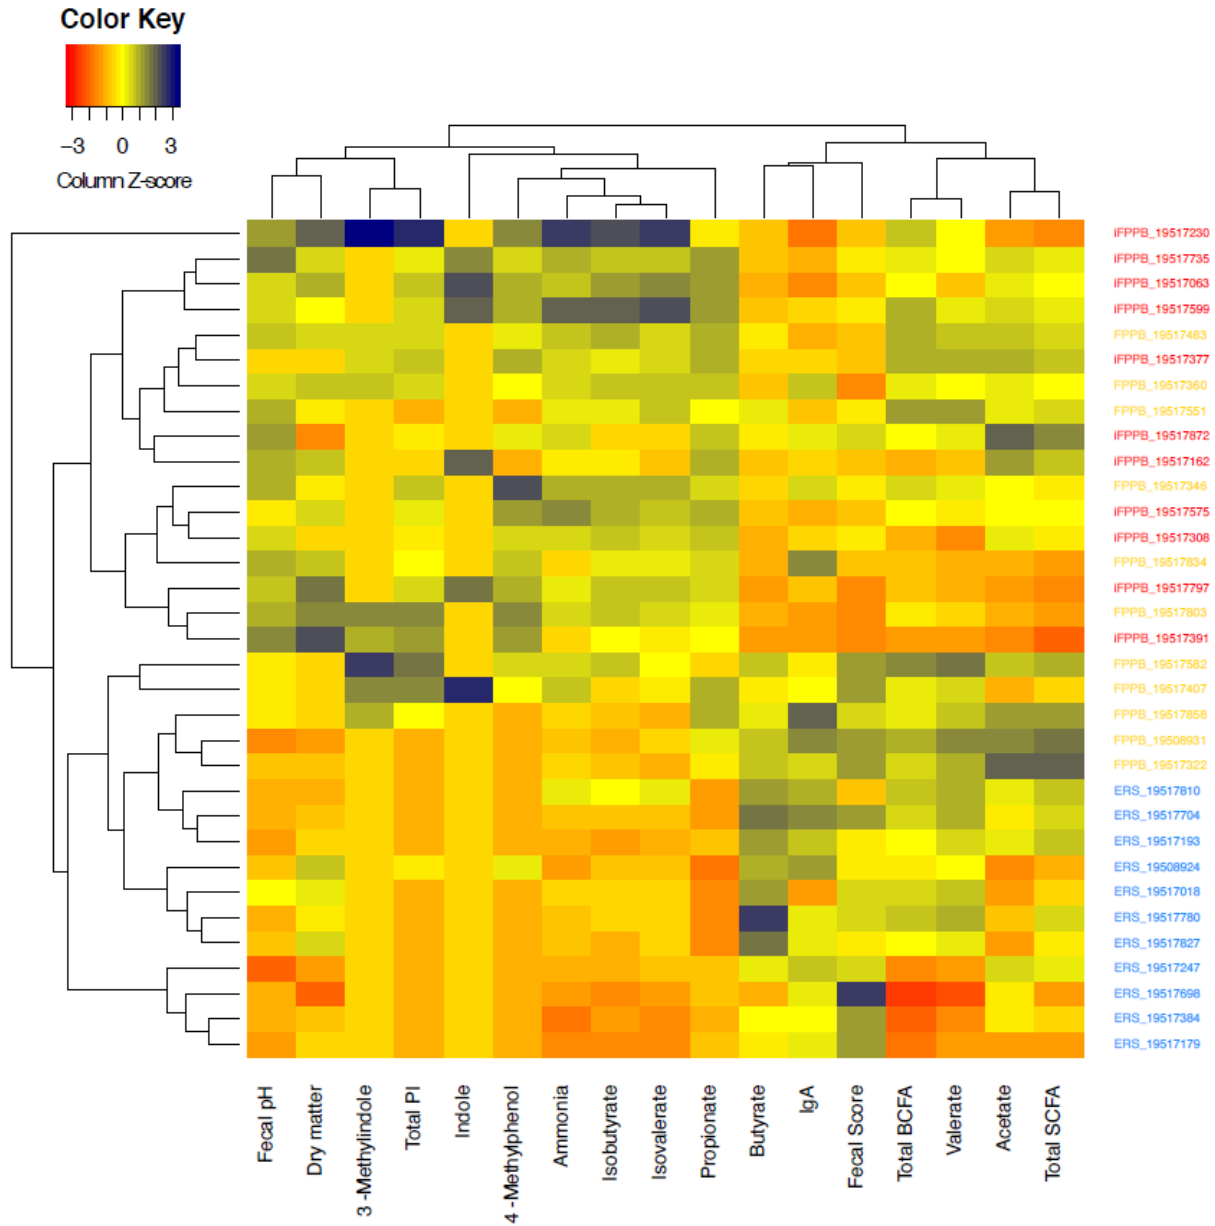 Color Key
−3 0 3
Column Z-score
iFPPB_19517230
iFPPB_19517735
iFPPB_19517063
iFPPB_19517599
FPPB_19517483
iFPPB_19517377
FPPB_19517360
FPPB_19517551
iFPPB_19517872
iFPPB_19517162
FPPB_19517346
iFPPB_19517575
iFPPB_19517308
FPPB_19517834
iFPPB_19517797
FPPB_19517803
iFPPB_19517391
FPPB_19517582
FPPB_19517407
FPPB_19517858
FPPB_19508931
FPPB_19517322
ERS_19517810
ERS_19517704
ERS_19517193
ERS_19508924
ERS_19517018
ERS_19517780
ERS_19517827
ERS_19517247
ERS_19517698
ERS_19517384
ERS_19517179
Fecal pH
Dry matter
3 -Methylindole
Total PI
Indole
4 -Methylphenol
Ammonia
Isobutyrate
Isovalerate
Propionate
Butyrate
IgA
Fecal Score
Total BCFA
Valerate
Acetate
Total SCFA